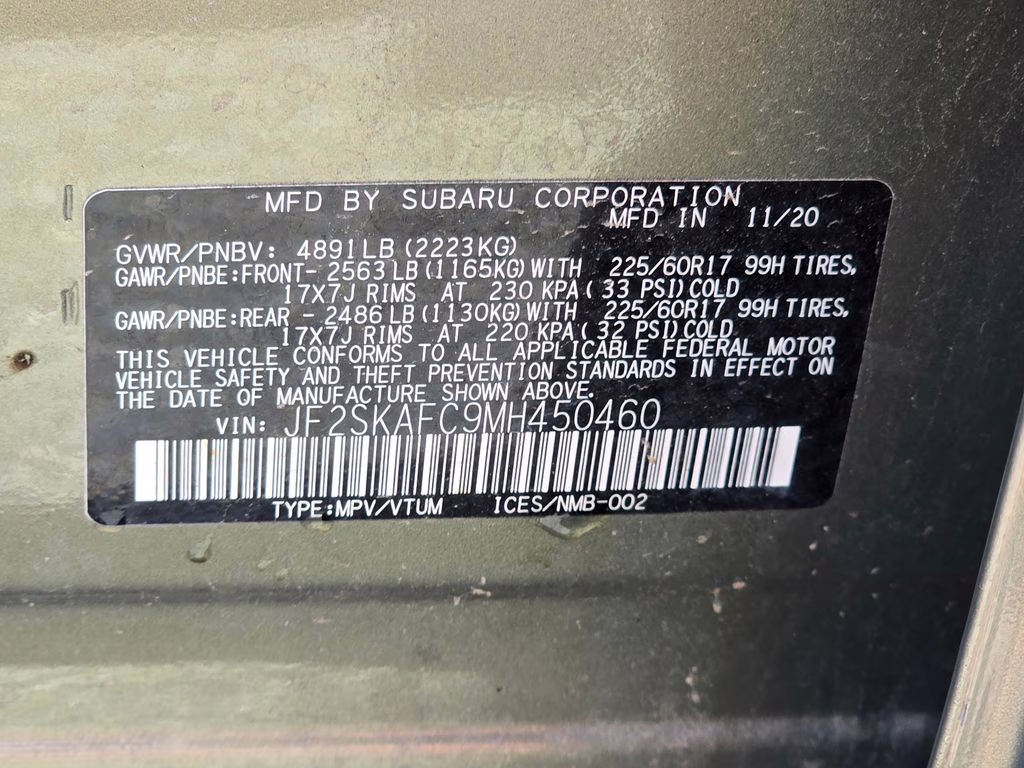 MFD BY SUBARU CORPORATION
MFD IN 11/20
GVWR/PNBV: 4891LB (2223KG)
GAWR/PNBE:FRONT- 2563 LB (1165KG)WITH 225/60R17 99H TIRES,
17X7J RIMS AT 230 KPA( 33 PSI)COLD
GAWR/PNBE:REAR - 2486 LB (1130KG)WITH 225/60R17 99H TIRES,
17X7J RIMS AT 220 KPA( 32 PSI)COLD
THIS VEHICLE CONFORMS TO ALL APPLICABLE FEDERAL MOTOR
VEHICLE SAFETY AND THEFT PREVENTION STANDARDS IN EFFECT ON
THE DATE OF MANUFACTURE SHOWN ABOVE.
VIN: JF2SKAFC9MH450460
TYPE:MPV/VTUM ICES/NMB-002